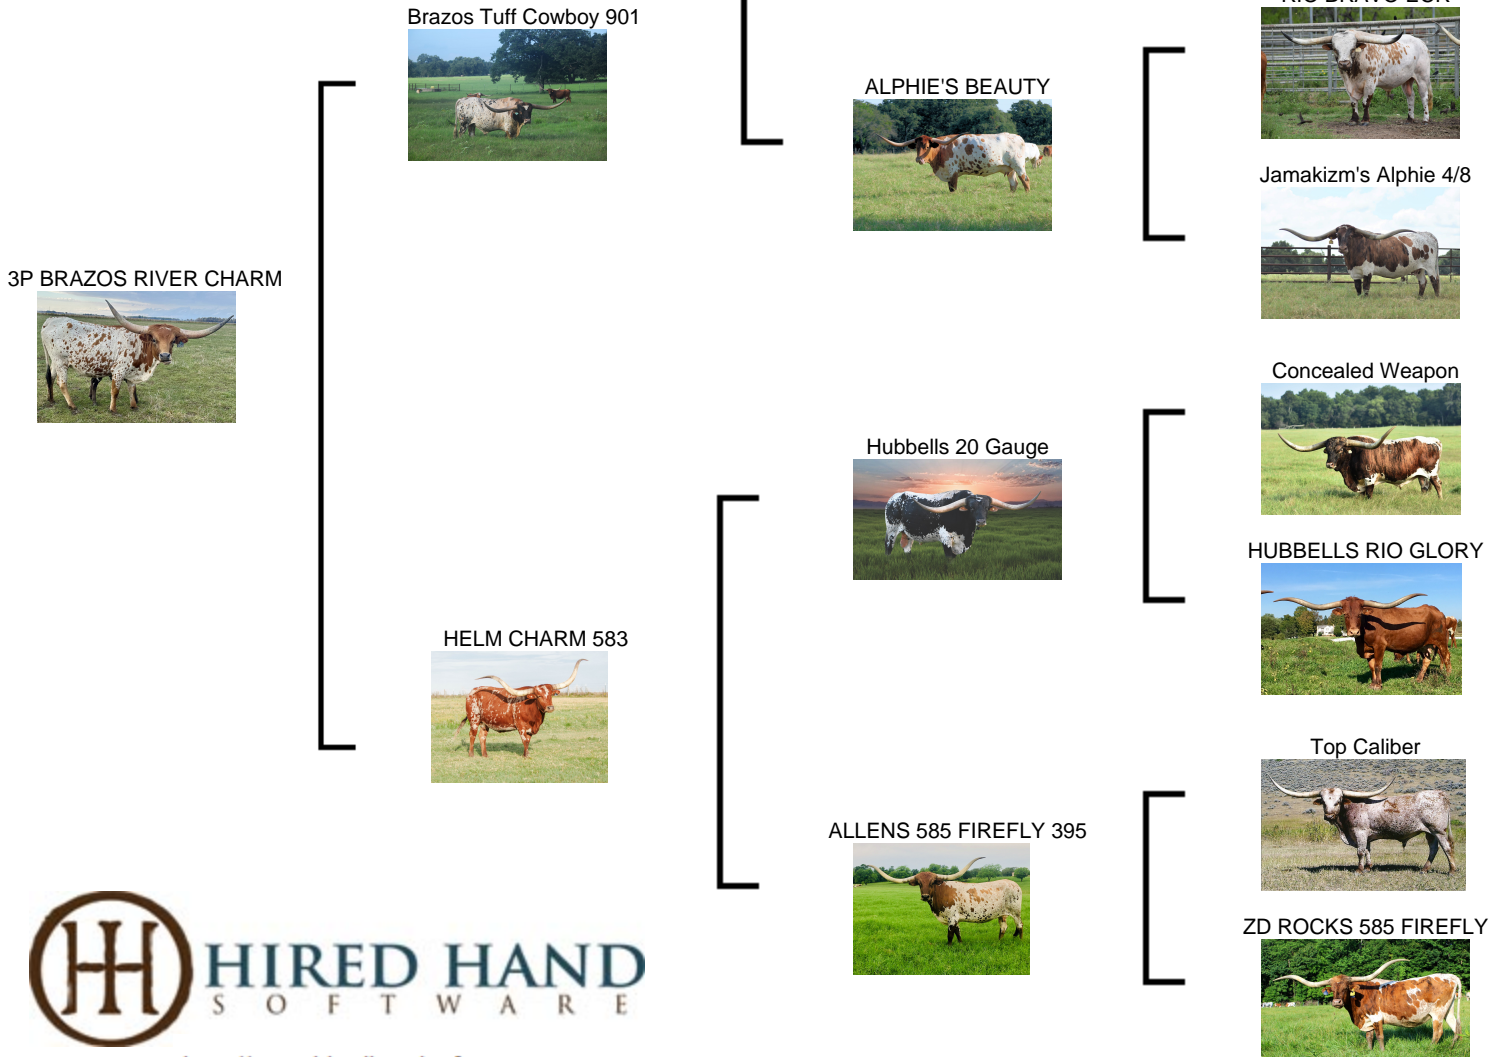 Brazos Tuff Cowboy 901
ALPHIE'S BEAUTY
Jamakizm's Alphie 4/8
3P BRAZOS RIVER CHARM
Concealed Weapon
Hubbells 20 Gauge
HUBBELLS RIO GLORY
HELM CHARM 583
Top Caliber
ALLENS 585 FIREFLY 395
ZD ROCKS 585 FIREFLY
HH
HIRED HAND
SOFTWARE